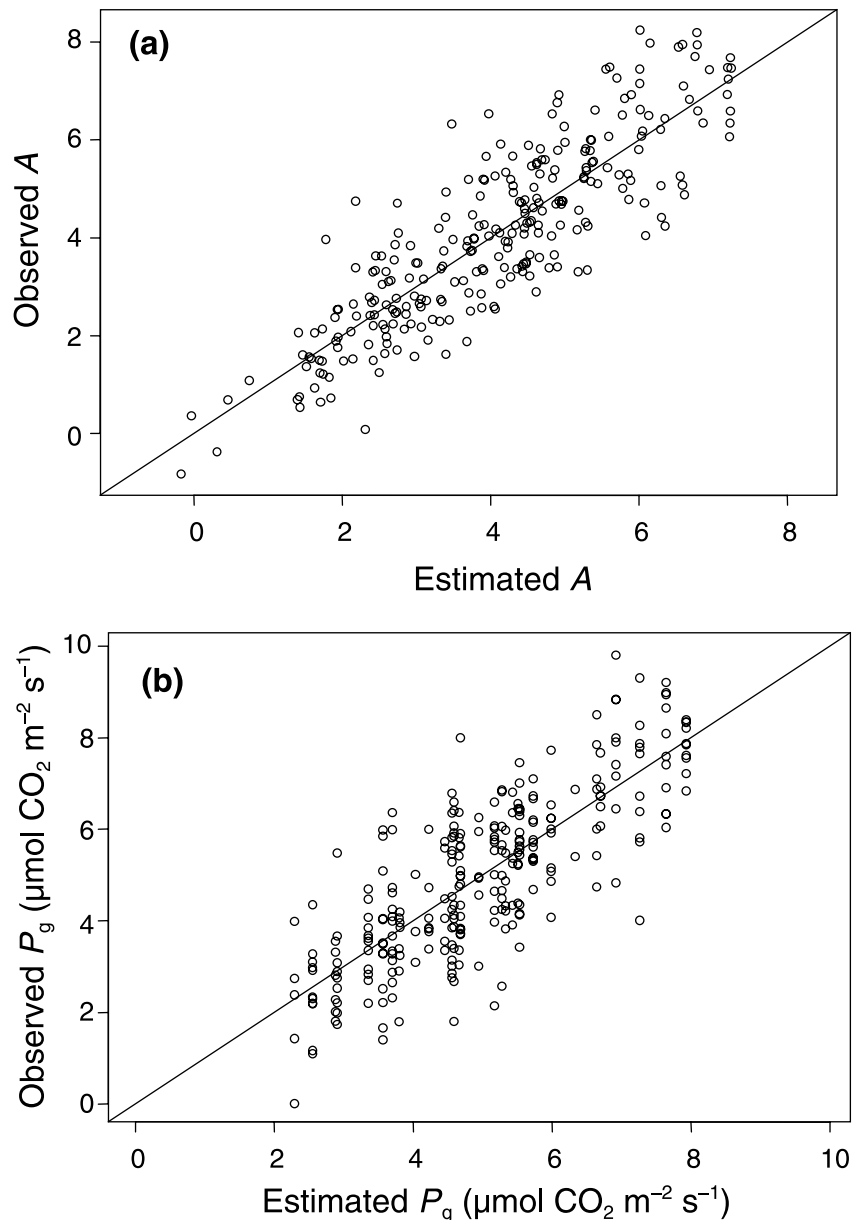 (a)
8
6
4
2
0
Observed A
0 2 4 6 8
Estimated A
(b)
10
8
6
4
2
0
Observed Pg (µmol CO2 m−2 s−1)
0 2 4 6 8 10
Estimated Pg (µmol CO2 m−2 s−1)